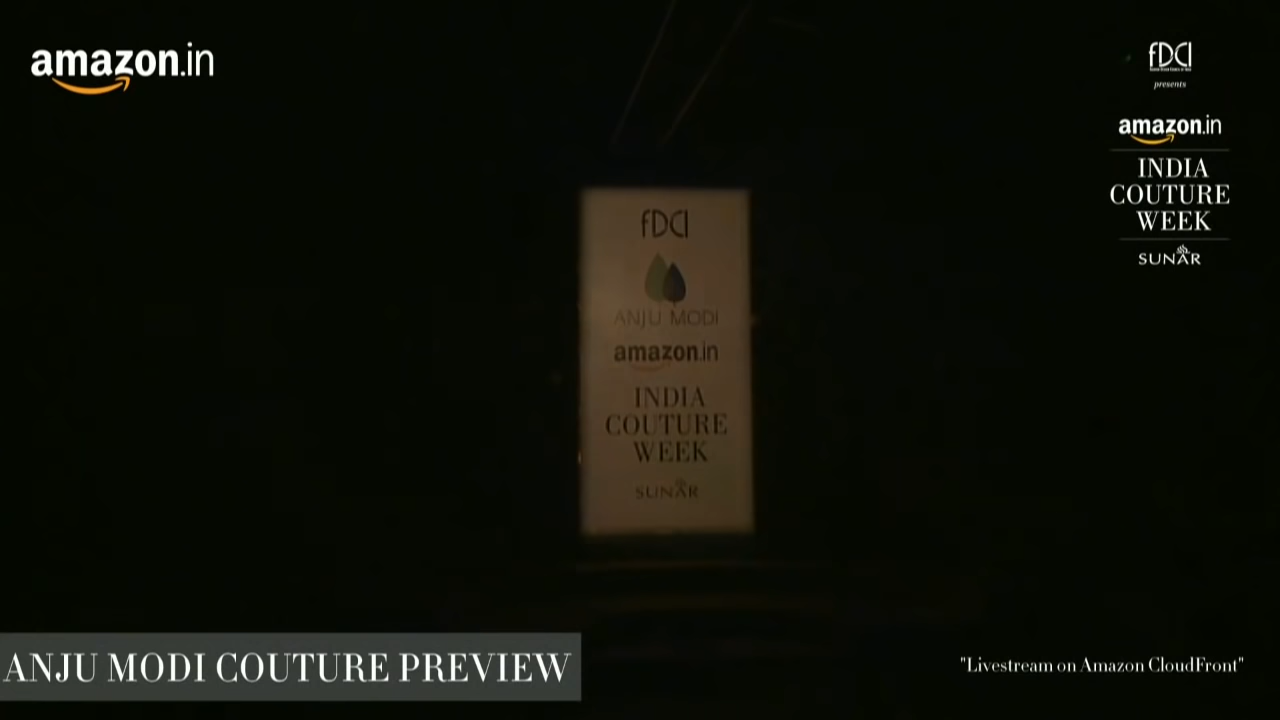 amazon.in
fDCI
presents
amazon.in
INDIA
COUTURE
WEEK
SUNAR
fDCI
ANJU MODI
amazon.in
INDIA
COUTURE
WEEK
SUNAR
ANJU MODI COUTURE PREVIEW
"Livestream on Amazon CloudFront"